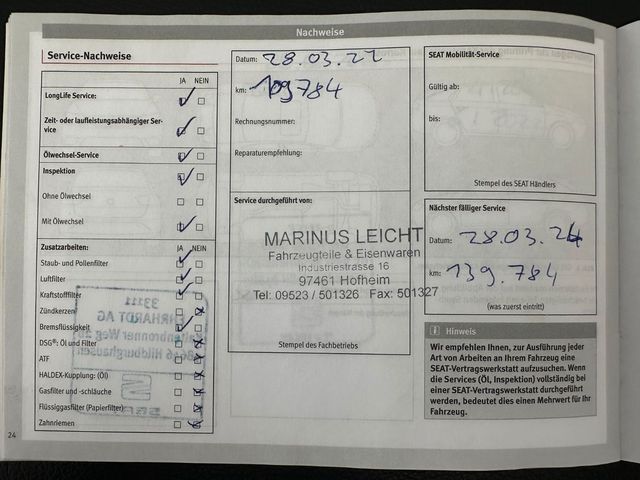 Nachweise
Service-Nachweise
JA NEIN
LongLife Service:
Zeit- oder laufleistungsabhängiger Ser-
vice
Ölwechsel-Service
Inspektion
Ohne Ölwechsel
Mit Ölwechsel
Zusatzarbeiten: JA NEIN
Staub- und Pollenfilter
Luftfilter
Kraftstofffilter
Zündkerzen
Bremsflüssigkeit
DSG®: Öl und Filter
ATF
HALDEX-Kupplung: (Öl)
Gasfilter und -schläuche
Flüssiggasfilter (Papierfilter)
Zahnriemen
24
Datum: 28.03.22
km: 109784
Rechnungsnummer:
Reparaturempfehlung:
Service durchgeführt von:
MARINUS LEICHT
Fahrzeugteile & Eisenwaren
Industriestrasse 16
97461 Hofheim
Tel: 09523 / 501326 Fax: 501327
Stempel des Fachbetriebs
SEAT Mobilität-Service
Gültig ab:
bis:
Stempel des SEAT Händlers
Nächster fälliger Service
Datum: 28.03.24
km: 139.784
(was zuerst eintritt)
Hinweis
Wir empfehlen Ihnen, zur Ausführung jeder
Art von Arbeiten an Ihrem Fahrzeug eine
SEAT-Vertragswerkstatt aufzusuchen. Wenn
die Services (Öl, Inspektion) vollständig bei
einer SEAT-Vertragswerkstatt durchgeführt
werden, bedeutet dies einen Mehrwert für Ihr
Fahrzeug.